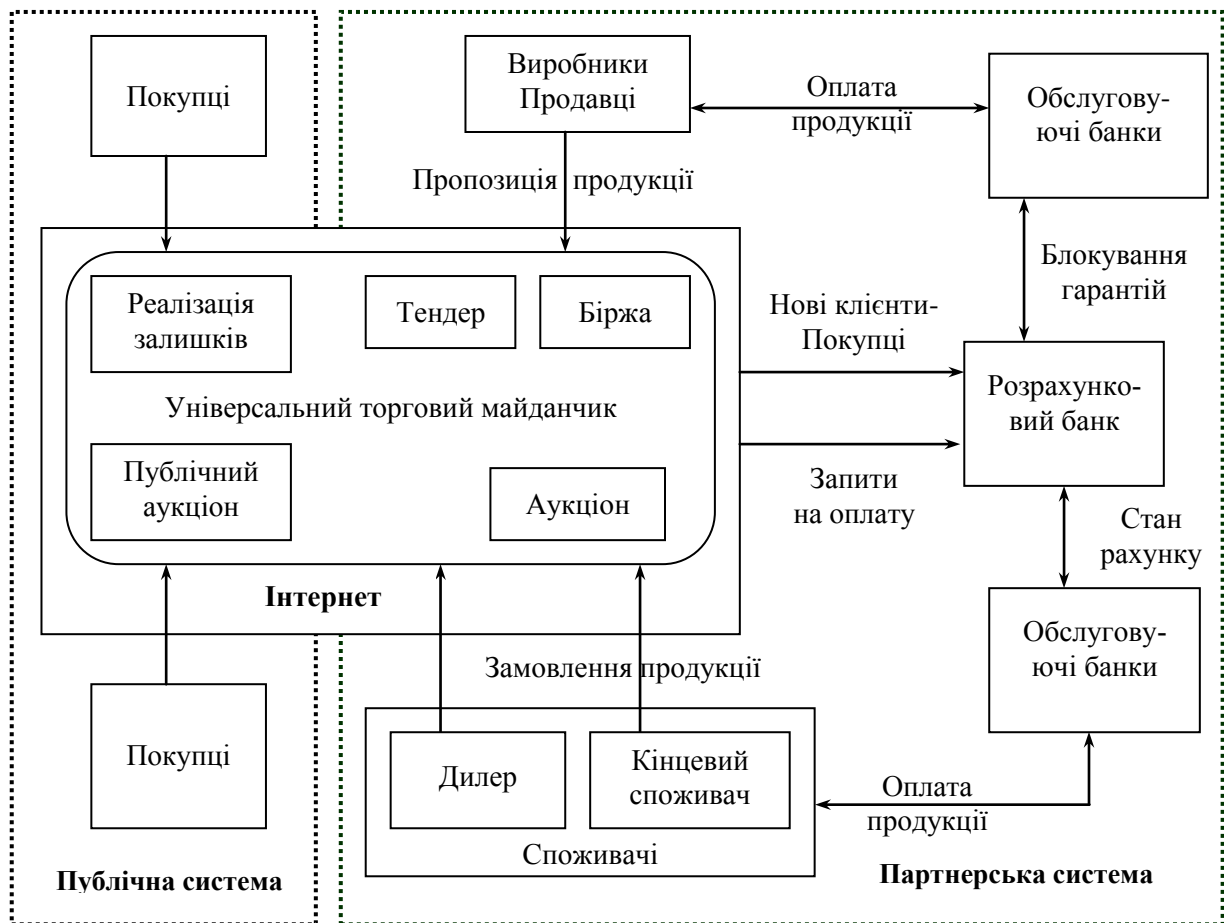 Покупці
Виробники
Продавці
Оплата
продукції
Обслугову-
ючі банки
Пропозиція продукції
Блокування
гарантій
Реалізація
залишків
Тендер
Біржа
Нові клієнти-
Покупці
Універсальний торговий майданчик
Розрахунко-
вий банк
Публічний
аукціон
Аукціон
Запити
на оплату
Стан
рахунку
Інтернет
Обслугову-
ючі банки
Замовлення продукції
Покупці
Дилер
Кінцевий
споживач
Оплата
продукції
Споживачі
Публічна система
Партнерська система